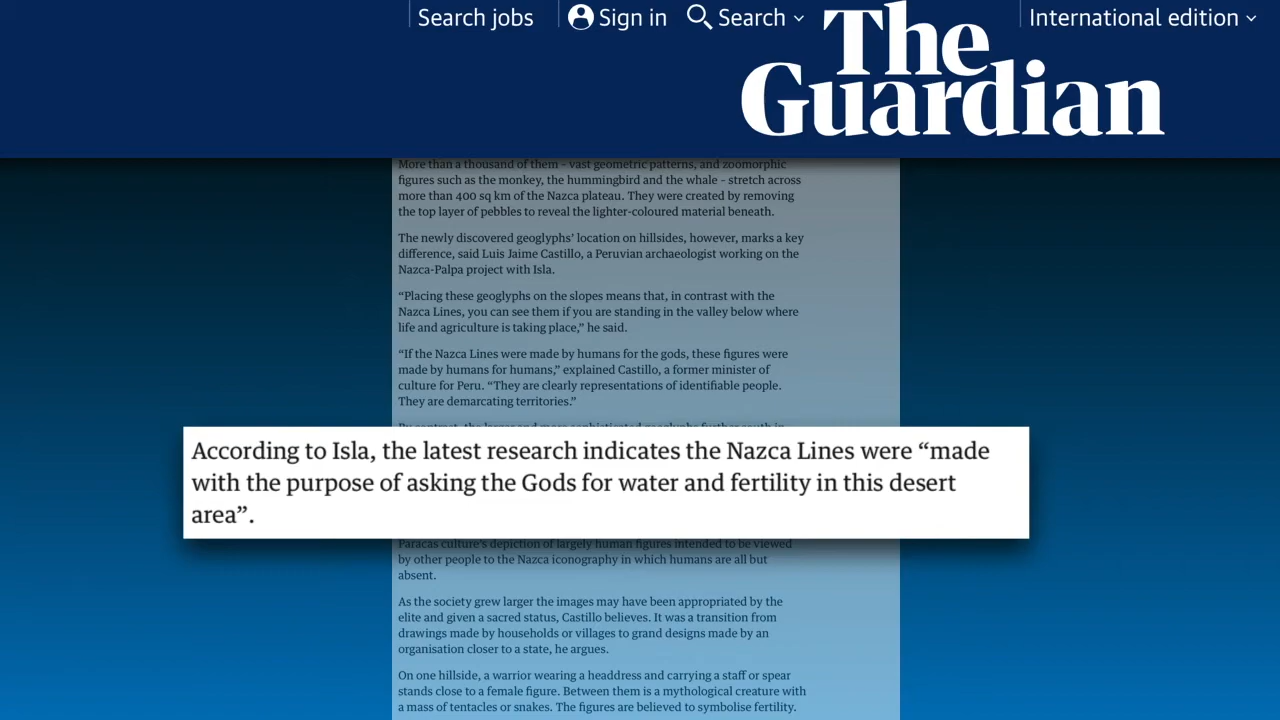 Search jobs
Sign in
Search
International edition
The
Guardian
More than a thousand of them – vast geometric patterns, and zoomorphic
figures such as the monkey, the hummingbird and the whale – stretch across
more than 400 sq km of the Nazca plateau. They were created by removing
the top layer of pebbles to reveal the lighter-coloured material beneath.
The newly discovered geoglyphs’ location on hillsides, however, marks a key
difference, said Luis Jaime Castillo, a Peruvian archaeologist working on the
Nazca-Palpa project with Isla.
“Placing these geoglyphs on the slopes means that, in contrast with the
Nazca Lines, you can see them if you are standing in the valley below where
life and agriculture is taking place,” he said.
“If the Nazca Lines were made by humans for the gods, these figures were
made by humans for humans,” explained Castillo, a former minister of
culture for Peru. “They are clearly representations of identifiable people.
They are demarcating territories.”
According to Isla, the latest research indicates the Nazca Lines were “made
with the purpose of asking the Gods for water and fertility in this desert
area”.
Paracas culture’s depiction of largely human figures intended to be viewed
by other people to the Nazca iconography in which humans are all but
absent.
As the society grew larger the images may have been appropriated by the
elite and given a sacred status, Castillo believes. It was a transition from
drawings made by households or villages to grand designs made by an
organisation closer to a state, he argues.
On one hillside, a warrior wearing a headdress and carrying a staff or spear
stands close to a female figure. Between them is a mythological creature with
a mass of tentacles or snakes. The figures are believed to symbolise fertility.